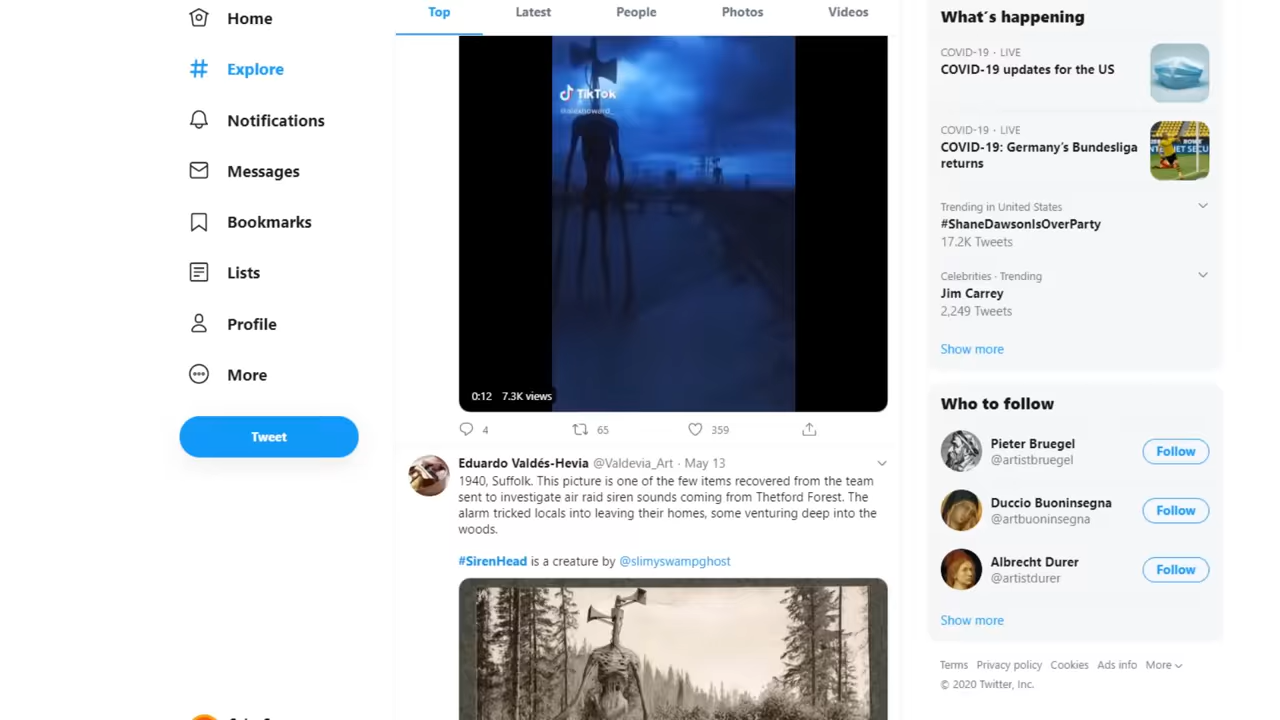 Home
Explore
Notifications
Messages
Bookmarks
Lists
Profile
More
Tweet
Top
Latest
People
Photos
Videos
TikTok
0:12 7.3K views
4
65
359
Eduardo Valdés-Hevia @Valdevia_Art · May 13
1940, Suffolk. This picture is one of the few items recovered from the team
sent to investigate air raid siren sounds coming from Thetford Forest. The
alarm tricked locals into leaving their homes, some venturing deep into the
woods.
#SirenHead is a creature by @slimyswampghost
What´s happening
COVID-19 · LIVE
COVID-19 updates for the US
COVID-19 · LIVE
COVID-19: Germany's Bundesliga
returns
Trending in United States
#ShaneDawsonIsOverParty
17.2K Tweets
Celebrities · Trending
Jim Carrey
2,249 Tweets
Show more
Who to follow
Pieter Bruegel
@artistbruegel
Follow
Duccio Buoninsegna
@artbuoninsegna
Follow
Albrecht Durer
@artistdurer
Follow
Show more
Terms Privacy policy Cookies Ads info More
© 2020 Twitter, Inc.